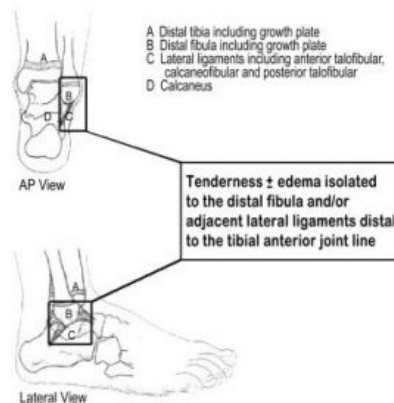 A Distal tibia including growth plate
B Distal fibula including growth plate
C Lateral ligaments including anterior talofibular,
calcaneofibular and posterior talofibular
D Calcaneus
A
B
D C
AP View
Tenderness ± edema isolated
to the distal fibula and/or
adjacent lateral ligaments distal
to the tibial anterior joint line
A
B
C
Lateral View